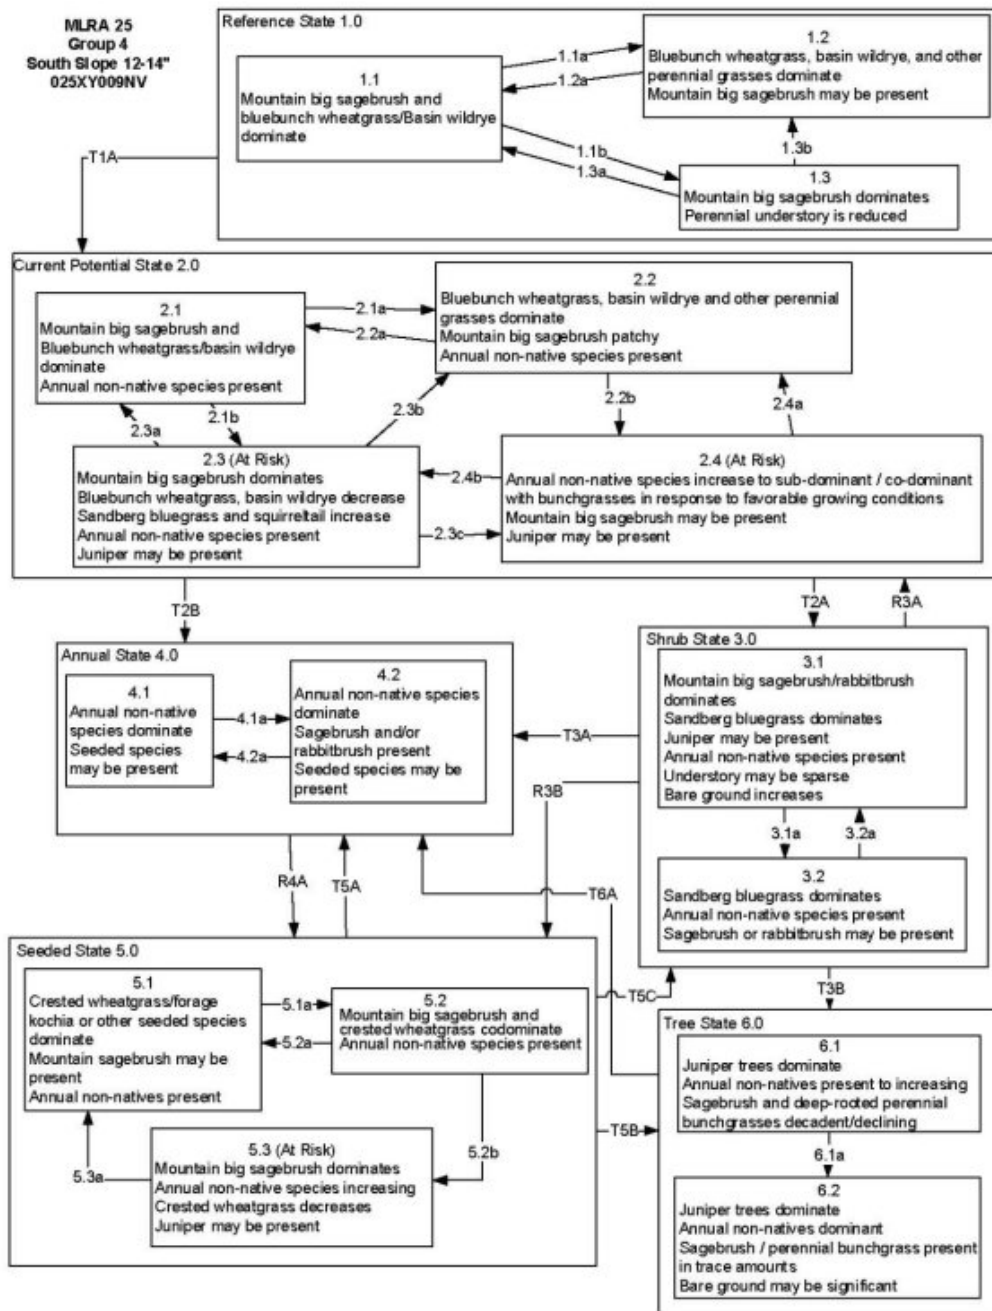 MLRA 25
Group 4
South Slope 12-14"
025XY009NV
Reference State 1.0
1.1
Mountain big sagebrush and
bluebunch wheatgrass/Basin wildrye
dominate
1.1a
1.2a
1.2
Bluebunch wheatgrass, basin wildrye, and other
perennial grasses dominate
Mountain big sagebrush may be present
1.1b
1.3a
1.3b
1.3
Mountain big sagebrush dominates
Perennial understory is reduced
T1A
Current Potential State 2.0
2.1
Mountain big sagebrush and
Bluebunch wheatgrass/basin wildrye
dominate
Annual non-native species present
2.1a
2.2a
2.2
Bluebunch wheatgrass, basin wildrye and other perennial
grasses dominate
Mountain big sagebrush patchy
Annual non-native species present
2.3a
2.1b
2.3b
2.2b
2.4a
2.3 (At Risk)
Mountain big sagebrush dominates
Bluebunch wheatgrass, basin wildrye decrease
Sandberg bluegrass and squirreltail increase
Annual non-native species present
Juniper may be present
2.4b
2.3c
2.4 (At Risk)
Annual non-native species increase to sub-dominant / co-dominant
with bunchgrasses in response to favorable growing conditions
Mountain big sagebrush may be present
Juniper may be present
T2B
T2A
R3A
Annual State 4.0
4.1
Annual non-native
species dominate
Seeded species
may be present
4.1a
4.2a
4.2
Annual non-native species
dominate
Sagebrush and/or
rabbitbrush present
Seeded species may be
present
T3A
R3B
Shrub State 3.0
3.1
Mountain big sagebrush/rabbitbrush
dominates
Sandberg bluegrass dominates
Juniper may be present
Annual non-native species present
Understory may be sparse
Bare ground increases
3.1a
3.2a
3.2
Sandberg bluegrass dominates
Annual non-native species present
Sagebrush or rabbitbrush may be present
R4A
T5A
T6A
T5C
T3B
Seeded State 5.0
5.1
Crested wheatgrass/forage
kochia or other seeded species
dominate
Mountain sagebrush may be
present
Annual non-natives present
5.1a
5.2a
5.2
Mountain big sagebrush and
crested wheatgrass codominate
Annual non-native species present
5.3a
5.2b
5.3 (At Risk)
Mountain big sagebrush dominates
Annual non-native species increasing
Crested wheatgrass decreases
Juniper may be present
T5B
Tree State 6.0
6.1
Juniper trees dominate
Annual non-natives present to increasing
Sagebrush and deep-rooted perennial
bunchgrasses decadent/declining
6.1a
6.2
Juniper trees dominate
Annual non-natives dominant
Sagebrush / perennial bunchgrass present
in trace amounts
Bare ground may be significant